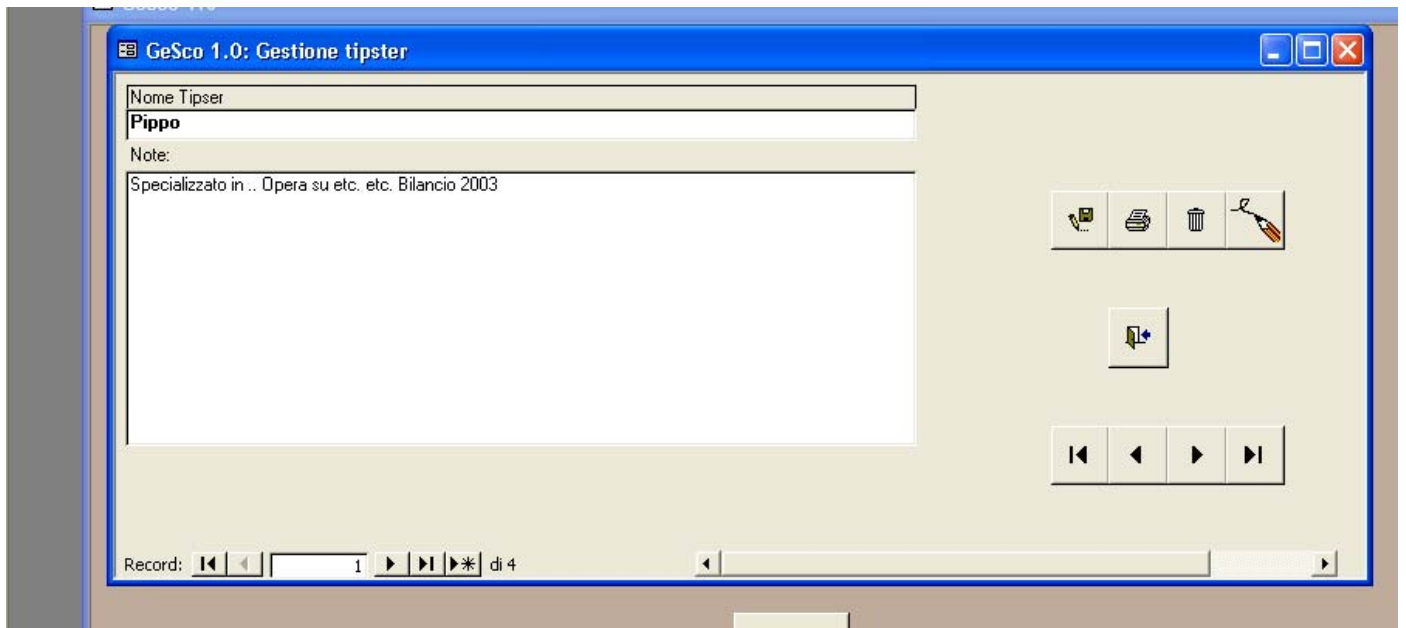 GeSco 1.0: Gestione tipster
Nome Tipser
Pippo
Note:
Specializzato in .. Opera su etc. etc. Bilancio 2003
Record: 1 di 4